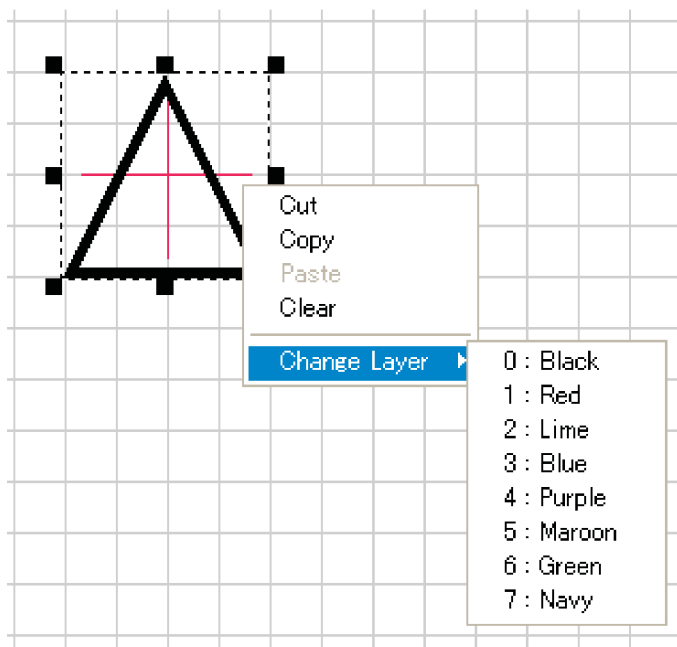 Cut
Copy
Paste
Clear
Change Layer
0 : Black
1 : Red
2 : Lime
3 : Blue
4 : Purple
5 : Maroon
6 : Green
7 : Navy